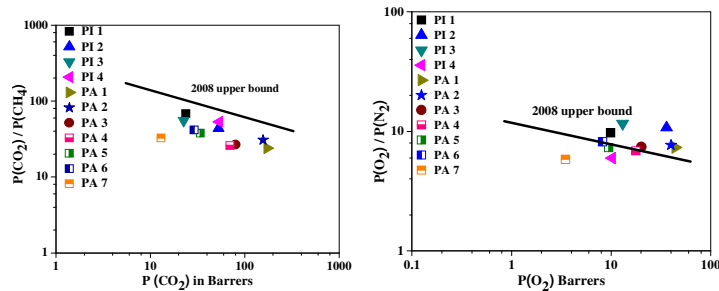 PI 1
PI 2
PI 3
PI 4
PA 1
PA 2
PA 3
PA 4
PA 5
PA 6
PA 7
2008 upper bound
P(CO2) / P(CH4)
1000
100
10
1
1 10 100 1000
P (CO2) in Barrers
PI 1
PI 2
PI 3
PI 4
PA 1
PA 2
PA 3
PA 4
PA 5
PA 6
PA 7
2008 upper bound
P(O2) / P(N2)
100
10
1
0.1 1 10 100
P(O2) Barrers